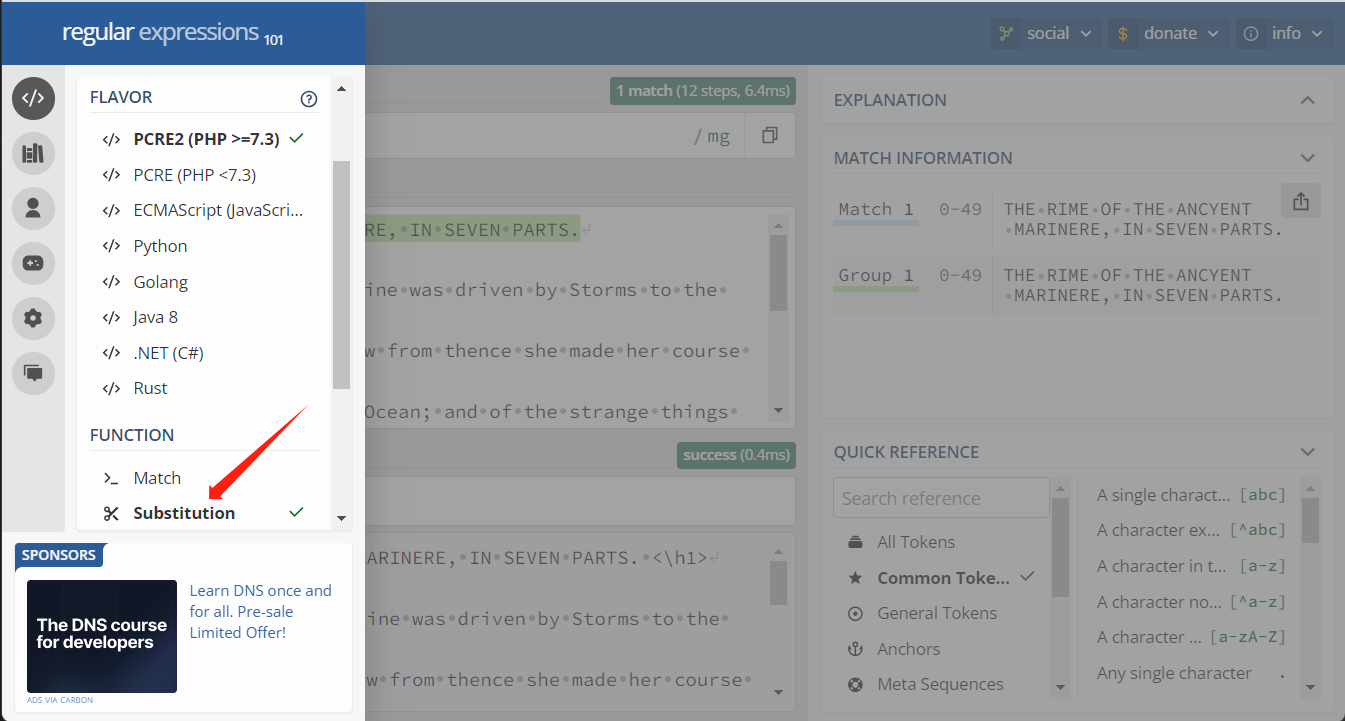 regular expressions 101
social
donate
info
FLAVOR
PCRE2 (PHP >=7.3)
PCRE (PHP <7.3)
ECMAScript (JavaScri...
Python
Golang
Java 8
.NET (C#)
Rust
FUNCTION
Match
Substitution
SPONSORS
The DNS course
for developers
Learn DNS once and
for all. Pre-sale
Limited Offer!
ADS VIA CARBON
1 match (12 steps, 6.4ms)
/ mg
RE,•IN•SEVEN•PARTS.↵
ine•was•driven•by•Storms•to•the•
w•from•thence•she•made•her•course•
Ocean;•and•of•the•strange•things•
success (0.4ms)
ARINERE,•IN•SEVEN•PARTS.•<\h1>↵
ine•was•driven•by•Storms•to•the•
w•from•thence•she•made•her•course•
EXPLANATION
MATCH INFORMATION
Match 1 0-49 THE•RIME•OF•THE•ANCYENT
•MARINERE,•IN•SEVEN•PARTS.
Group 1 0-49 THE•RIME•OF•THE•ANCYENT
•MARINERE,•IN•SEVEN•PARTS.
QUICK REFERENCE
Search reference
All Tokens
Common Toke...
General Tokens
Anchors
Meta Sequences
A single charact... [abc]
A character ex... [^abc]
A character in t... [a-z]
A character no... [^a-z]
A character ... [a-zA-Z]
Any single character .